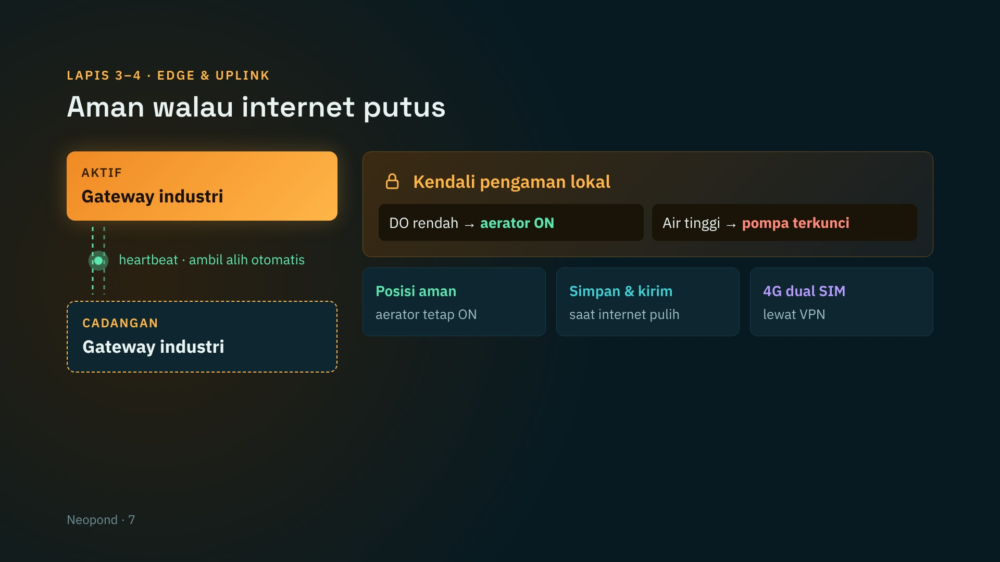 LAPIS 3–4 · EDGE & UPLINK
Aman walau internet putus
AKTIF
Gateway industri
heartbeat · ambil alih otomatis
CADANGAN
Gateway industri
Kendali pengaman lokal
DO rendah → aerator ON
Air tinggi → pompa terkunci
Posisi aman
aerator tetap ON
Simpan & kirim
saat internet pulih
4G dual SIM
lewat VPN
Neopond · 7